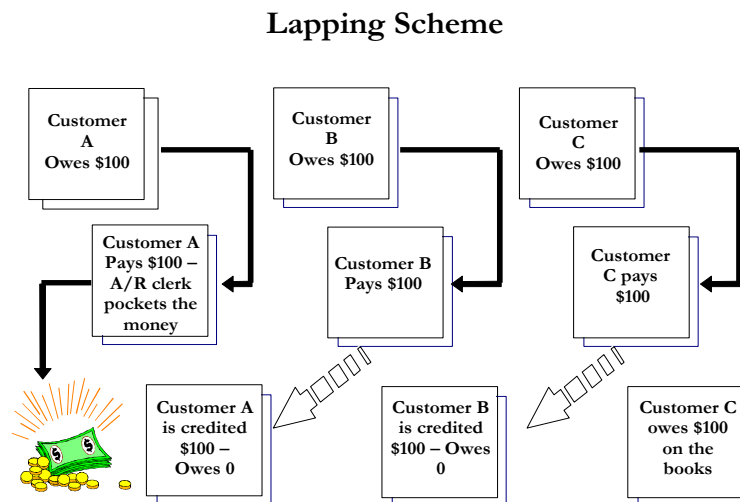 Lapping Scheme
Customer
A
Owes $100
Customer
B
Owes $100
Customer
C
Owes $100
Customer A
Pays $100 –
A/R clerk
pockets the
money
Customer B
Pays $100
Customer
C pays
$100
$
$
Customer A
is credited
$100 –
Owes 0
Customer B
is credited
$100 – Owes
0
Customer C
owes $100
on the
books